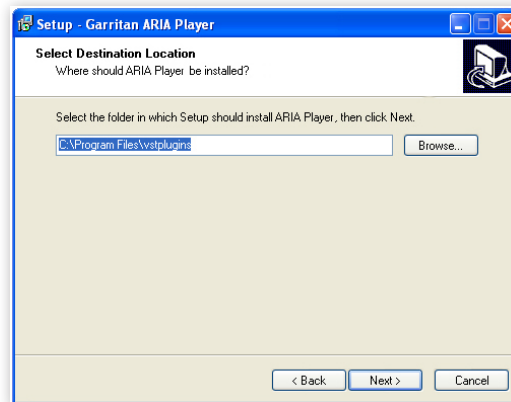 Setup - Garritan ARIA Player
Select Destination Location
Where should ARIA Player be installed?
Select the folder in which Setup should install ARIA Player, then click Next.
C:\Program Files\vstplugins
Browse...
< Back
Next >
Cancel